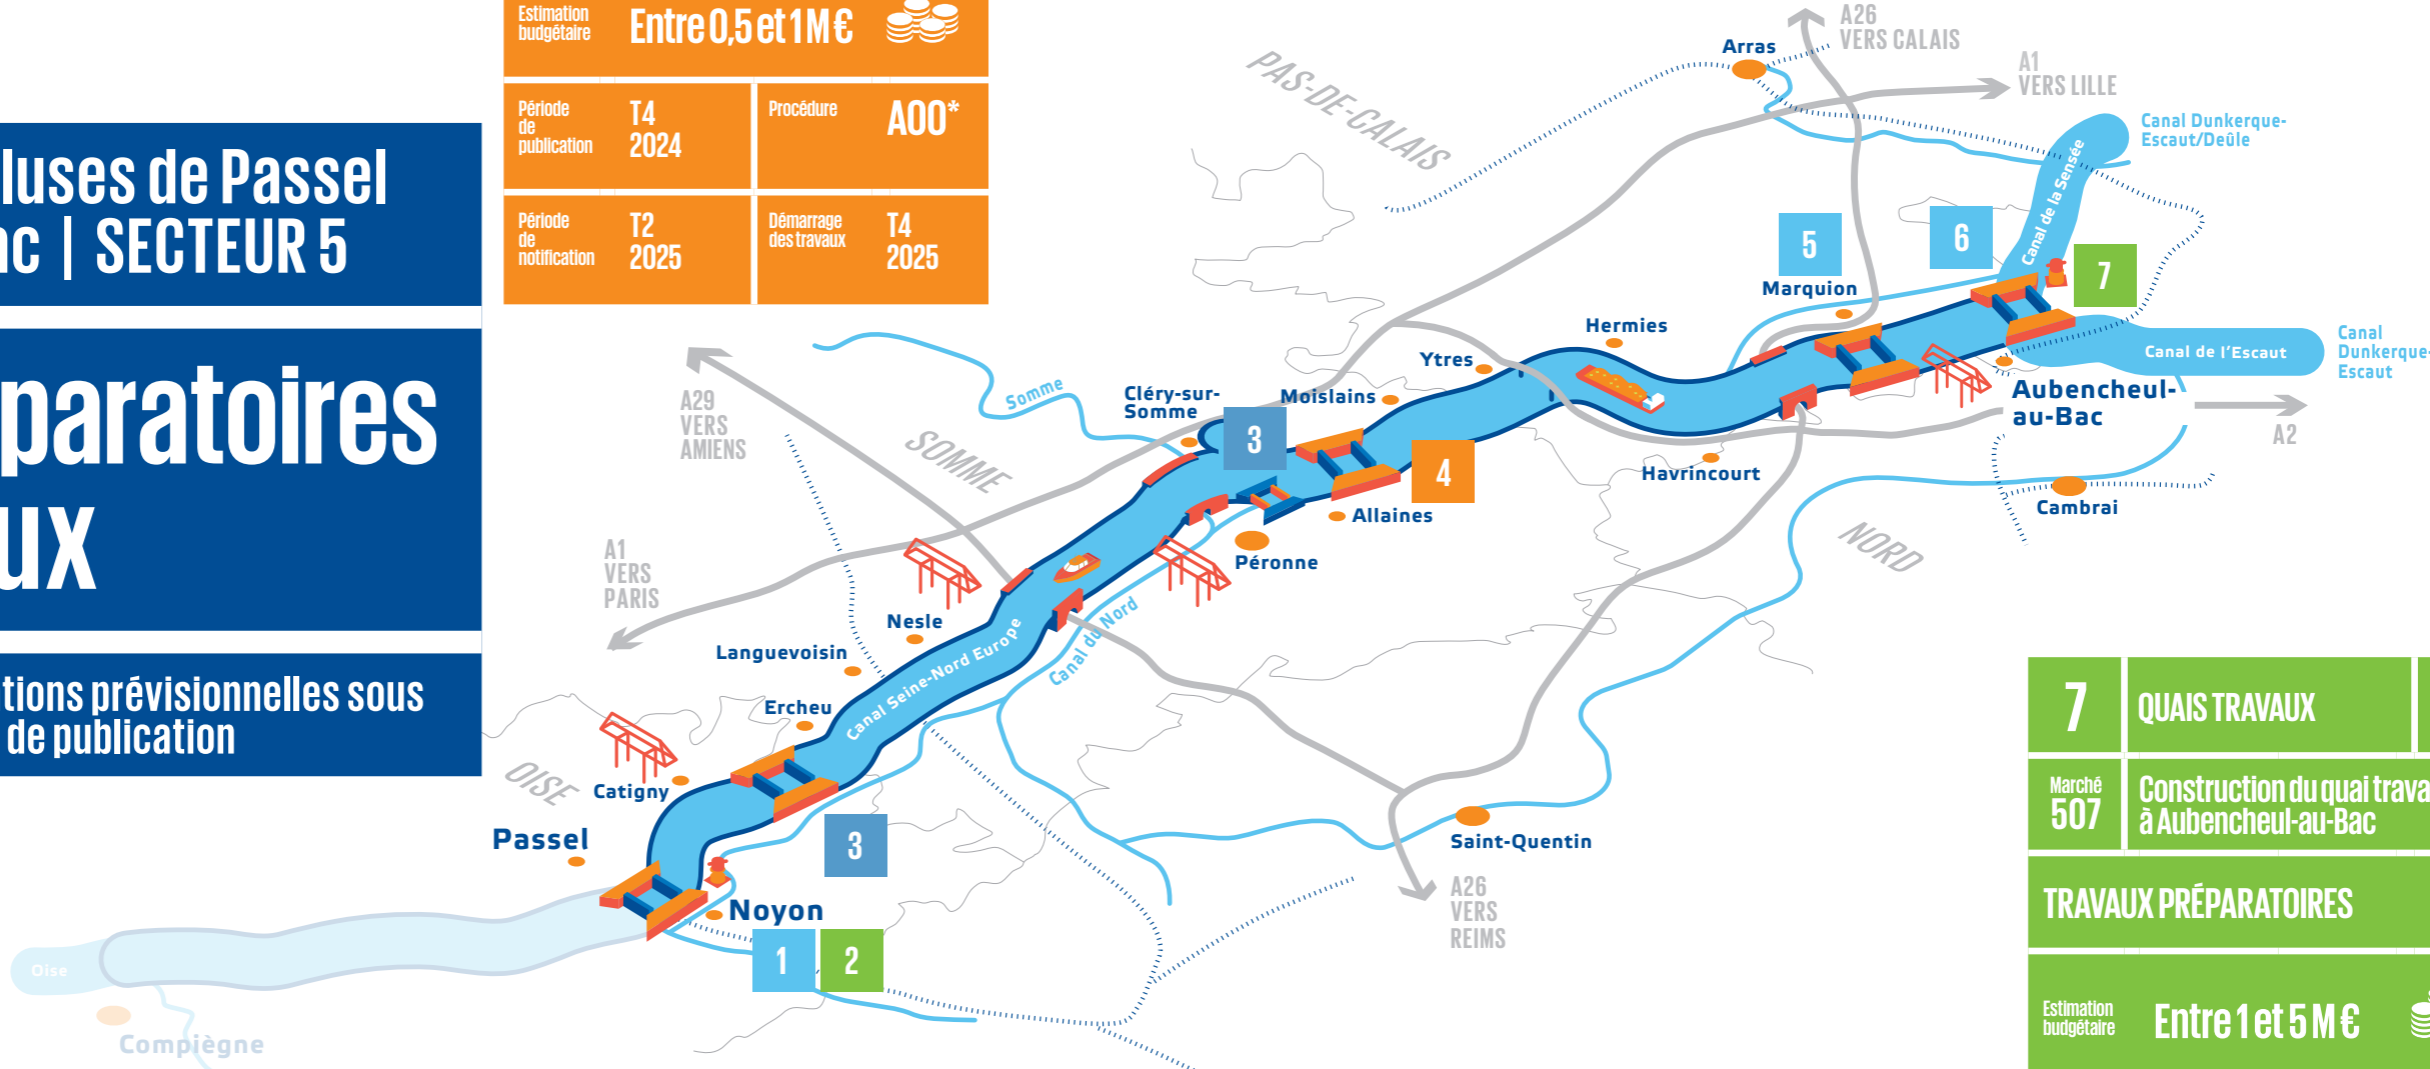 Estimation
budgétaire
Entre 0,5 et 1 M €
Période
de
publication
T4
2024
Procédure
AOO*
Période
de
notification
T2
2025
Démarrage
des travaux
T4
2025
luses de Passel
ac | SECTEUR 5
paratoires
ux
tions prévisionnelles sous
de publication
A26
VERS CALAIS
A1
VERS LILLE
Arras
PAS-DE-CALAIS
Canal Dunkerque-
Escaut/Deûle
Canal de la Sensée
5
6
7
Marquion
Hermies
Ytres
Canal de l'Escaut
Canal
Dunkerque-
Escaut
Aubencheul-
au-Bac
A2
A29
VERS
AMIENS
Somme
Cléry-sur-
Somme
Moislains
3
4
SOMME
Havrincourt
Cambrai
Allaines
Péronne
NORD
A1
VERS
PARIS
Nesle
Languevoisin
Canal Seine-Nord Europe
Canal du Nord
Ercheu
OISE
Catigny
Passel
3
Saint-Quentin
Noyon
A26
VERS
REIMS
1
2
Oise
Compiègne
7
QUAIS TRAVAUX
Marché
507
Construction du quai trava
à Aubencheul-au-Bac
TRAVAUX PRÉPARATOIRES
Estimation
budgétaire
Entre 1 et 5 M €